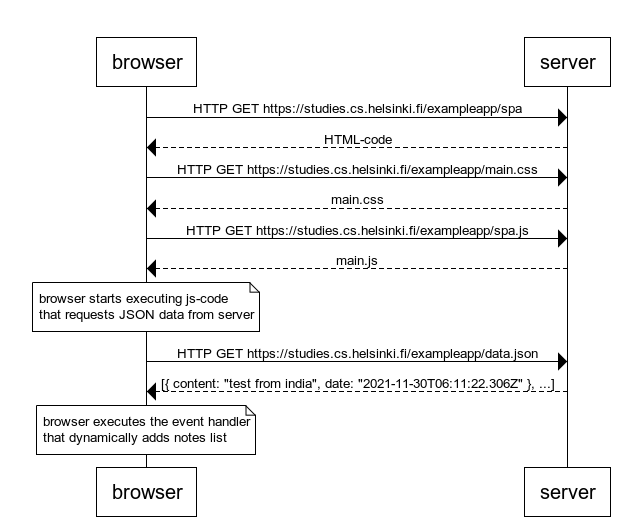 browser
server
HTTP GET https://studies.cs.helsinki.fi/exampleapp/spa
HTML-code
HTTP GET https://studies.cs.helsinki.fi/exampleapp/main.css
main.css
HTTP GET https://studies.cs.helsinki.fi/exampleapp/spa.js
main.js
browser starts executing js-code
that requests JSON data from server
HTTP GET https://studies.cs.helsinki.fi/exampleapp/data.json
[{ content: "test from india", date: "2021-11-30T06:11:22.306Z" }, ...]
browser executes the event handler
that dynamically adds notes list
browser
server